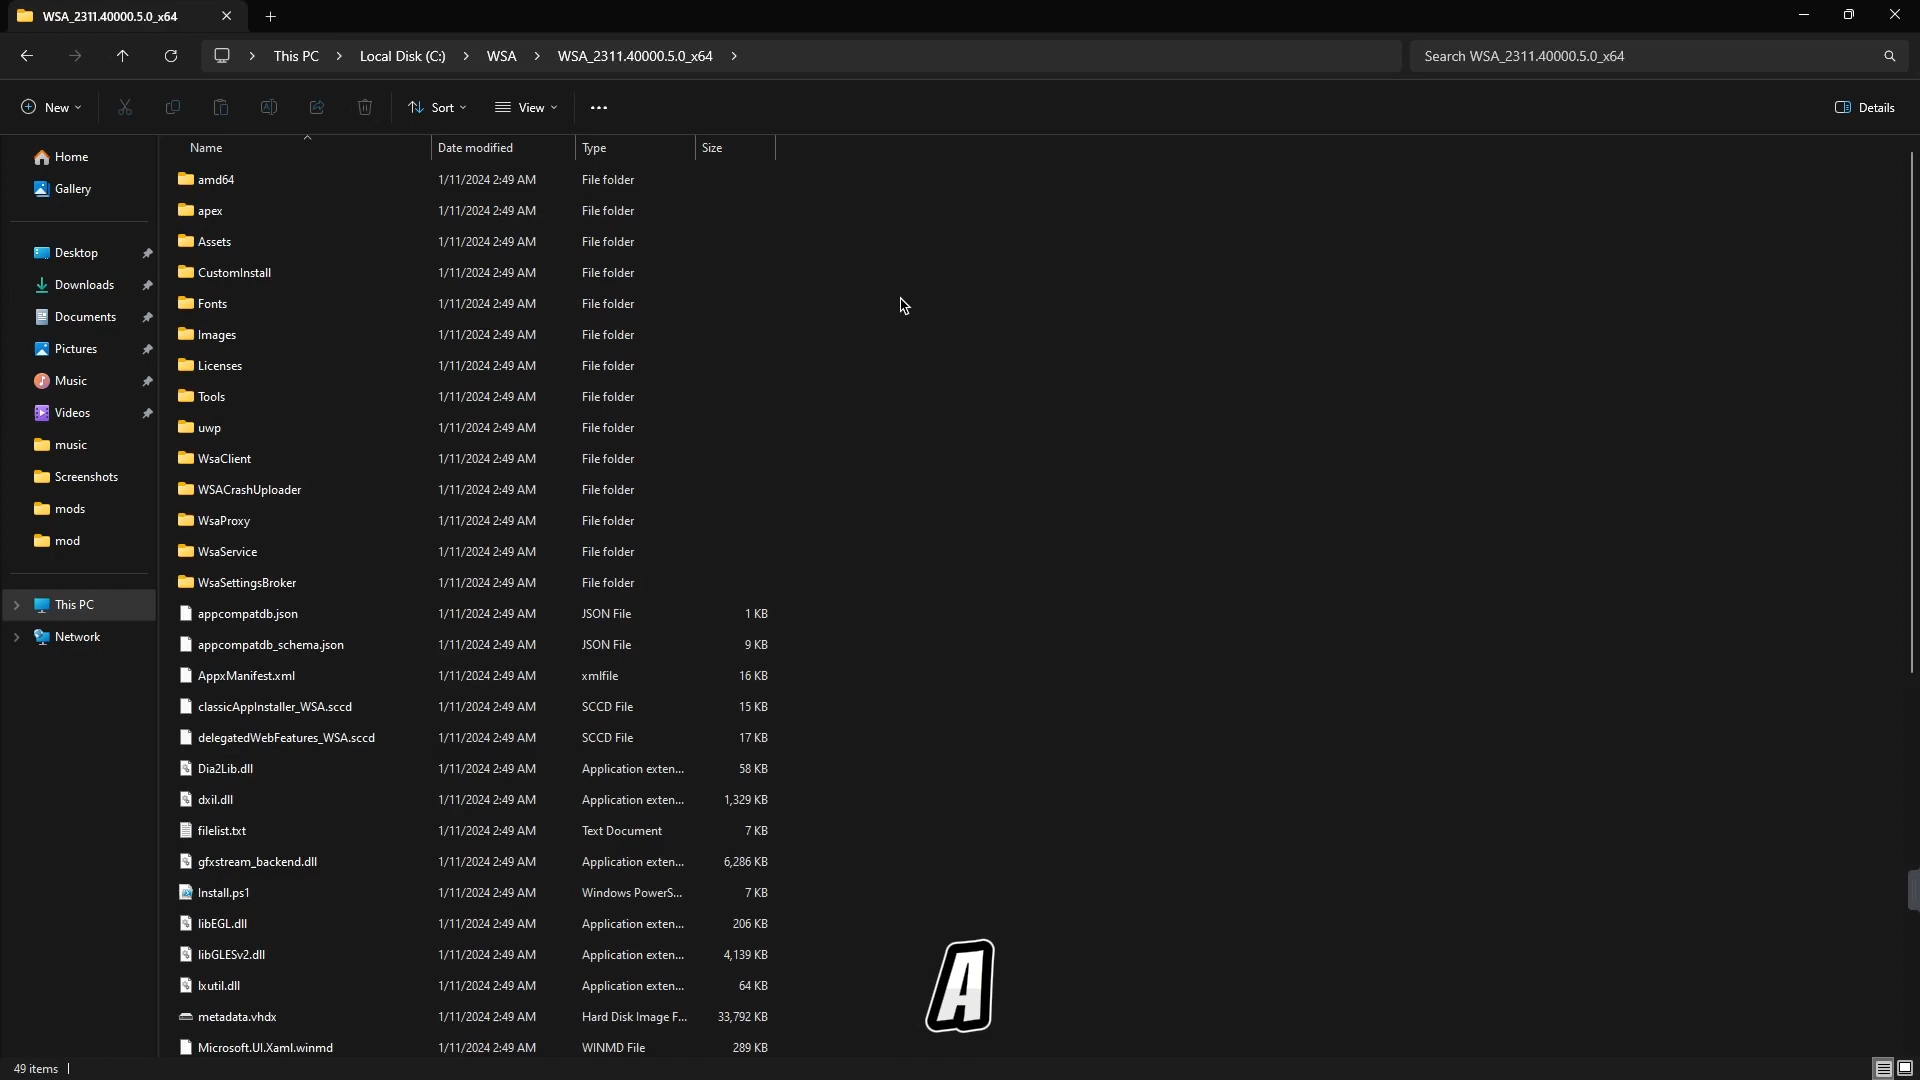 WSA_2311.40000.5.0_x64
This PC > Local Disk (C:) > WSA > WSA_2311.40000.5.0_x64 >
Search WSA_2311.40000.5.0_x64
New
Sort
View
Details
Home
Gallery
Desktop
Downloads
Documents
Pictures
Music
Videos
music
Screenshots
mods
mod
This PC
Network
Name Date modified Type Size
amd64 1/11/2024 2:49 AM File folder
apex 1/11/2024 2:49 AM File folder
Assets 1/11/2024 2:49 AM File folder
CustomInstall 1/11/2024 2:49 AM File folder
Fonts 1/11/2024 2:49 AM File folder
Images 1/11/2024 2:49 AM File folder
Licenses 1/11/2024 2:49 AM File folder
Tools 1/11/2024 2:49 AM File folder
uwp 1/11/2024 2:49 AM File folder
WsaClient 1/11/2024 2:49 AM File folder
WSACrashUploader 1/11/2024 2:49 AM File folder
WsaProxy 1/11/2024 2:49 AM File folder
WsaService 1/11/2024 2:49 AM File folder
WsaSettingsBroker 1/11/2024 2:49 AM File folder
appcompatdb.json 1/11/2024 2:49 AM JSON File 1 KB
appcompatdb_schema.json 1/11/2024 2:49 AM JSON File 9 KB
AppxManifest.xml 1/11/2024 2:49 AM xmlfile 16 KB
classicAppInstaller_WSA.sccd 1/11/2024 2:49 AM SCCD File 15 KB
delegatedWebFeatures_WSA.sccd 1/11/2024 2:49 AM SCCD File 17 KB
Dia2Lib.dll 1/11/2024 2:49 AM Application exten... 58 KB
dxil.dll 1/11/2024 2:49 AM Application exten... 1,329 KB
filelist.txt 1/11/2024 2:49 AM Text Document 7 KB
gfxstream_backend.dll 1/11/2024 2:49 AM Application exten... 6,286 KB
Install.ps1 1/11/2024 2:49 AM Windows PowerS... 7 KB
libEGL.dll 1/11/2024 2:49 AM Application exten... 206 KB
libGLESv2.dll 1/11/2024 2:49 AM Application exten... 4,139 KB
lxutil.dll 1/11/2024 2:49 AM Application exten... 64 KB
metadata.vhdx 1/11/2024 2:49 AM Hard Disk Image F... 33,792 KB
Microsoft.UI.Xaml.winmd 1/11/2024 2:49 AM WINMD File 289 KB
A
49 items